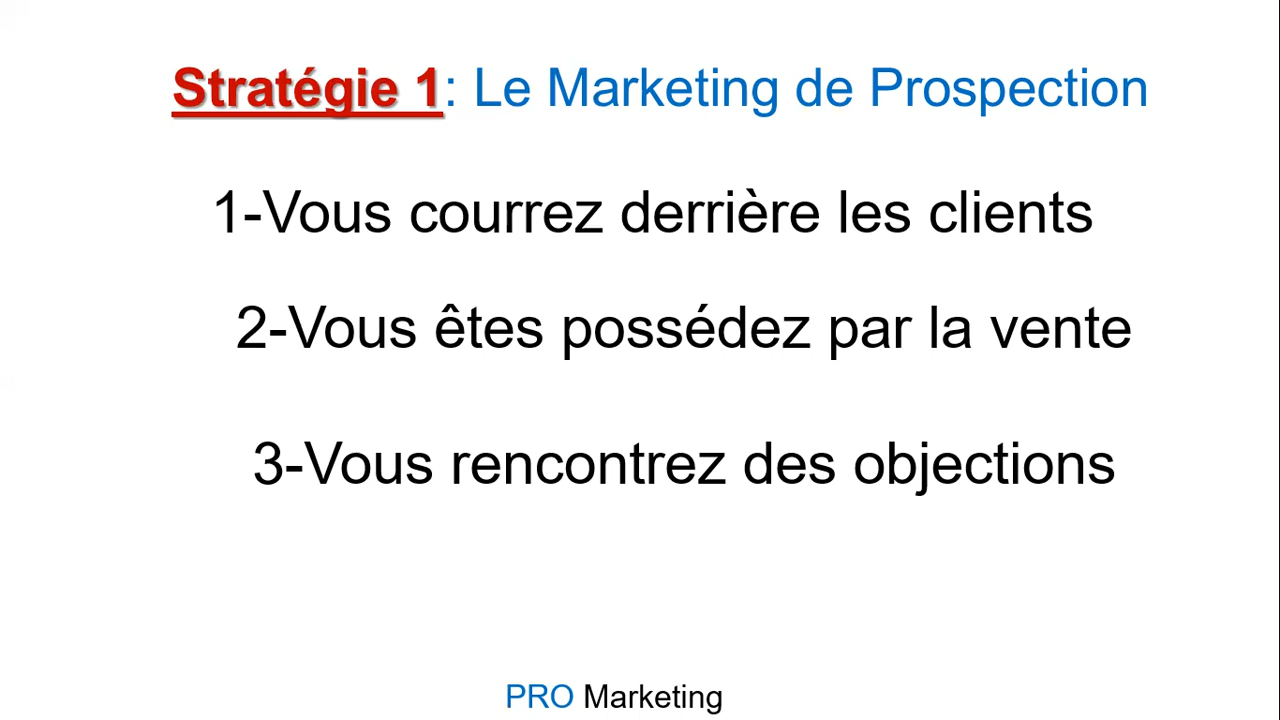 Stratégie 1: Le Marketing de Prospection
1-Vous courrez derrière les clients
2-Vous êtes possédez par la vente
3-Vous rencontrez des objections
PRO Marketing